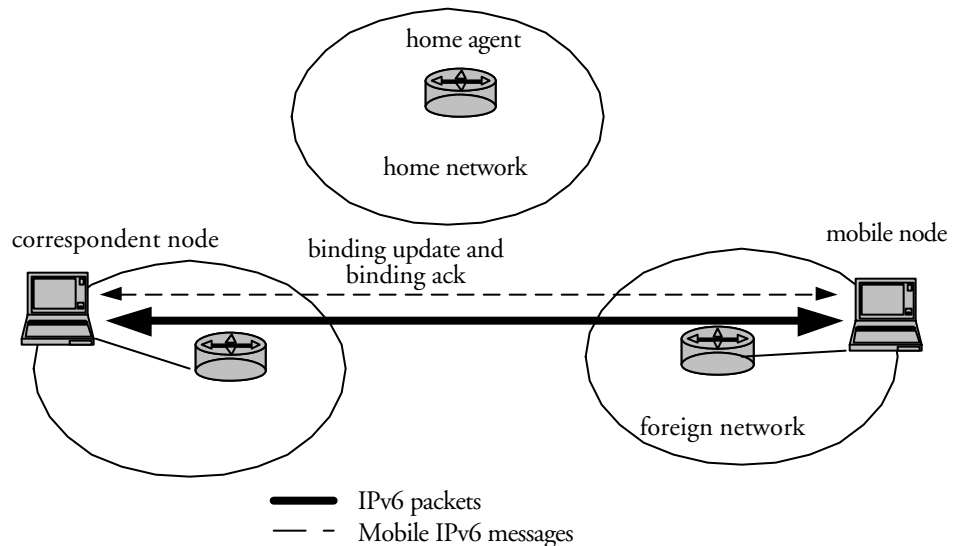 home agent
home network
correspondent node
binding update and
binding ack
mobile node
foreign network
IPv6 packets
Mobile IPv6 messages